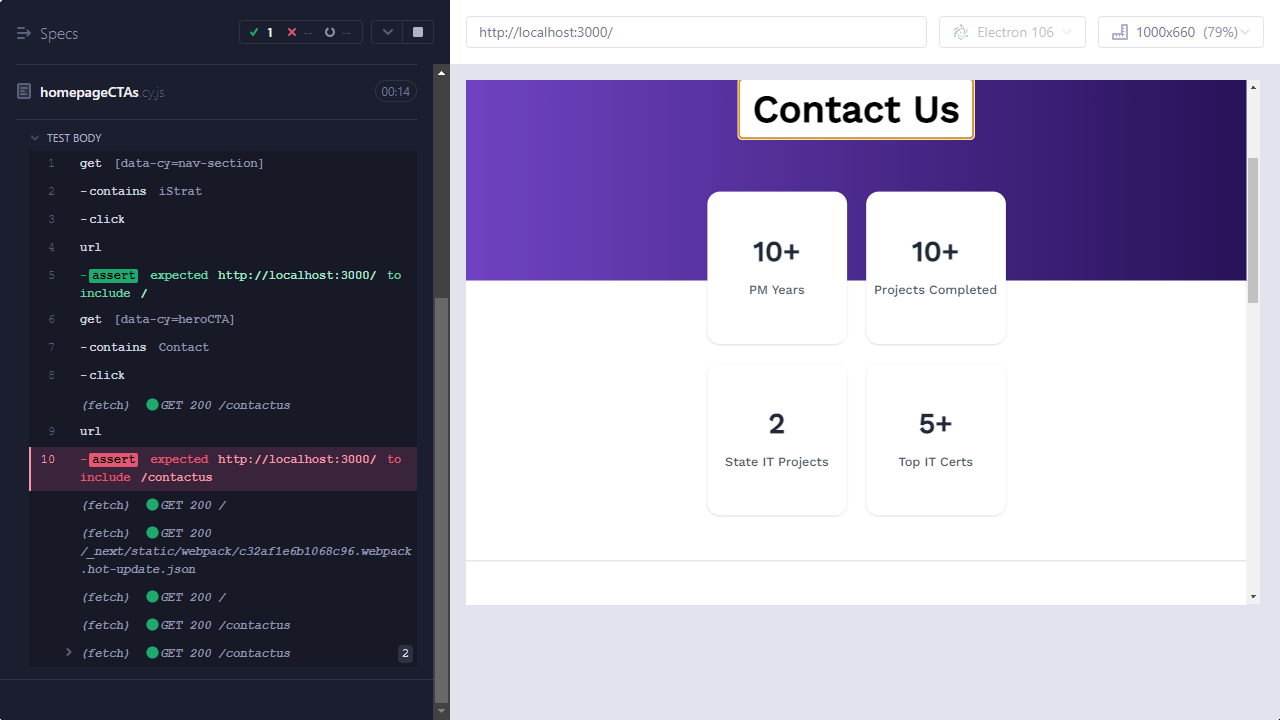 Specs
1 -- --
http://localhost:3000/
Electron 106
1000x660 (79%)
homepageCTAs.cy.js
00:14
TEST BODY
1 get [data-cy=nav-section]
2 -contains iStrat
3 -click
4 url
5 -assert expected http://localhost:3000/ to
include /
6 get [data-cy=heroCTA]
7 -contains Contact
8 -click
(fetch) GET 200 /contactus
9 url
10 -assert expected http://localhost:3000/ to
include /contactus
(fetch) GET 200 /
(fetch) GET 200
/_next/static/webpack/c32af1e6b1068c96.webpack
.hot-update.json
(fetch) GET 200 /
(fetch) GET 200 /contactus
(fetch) GET 200 /contactus 2
Contact Us
10+
PM Years
10+
Projects Completed
2
State IT Projects
5+
Top IT Certs